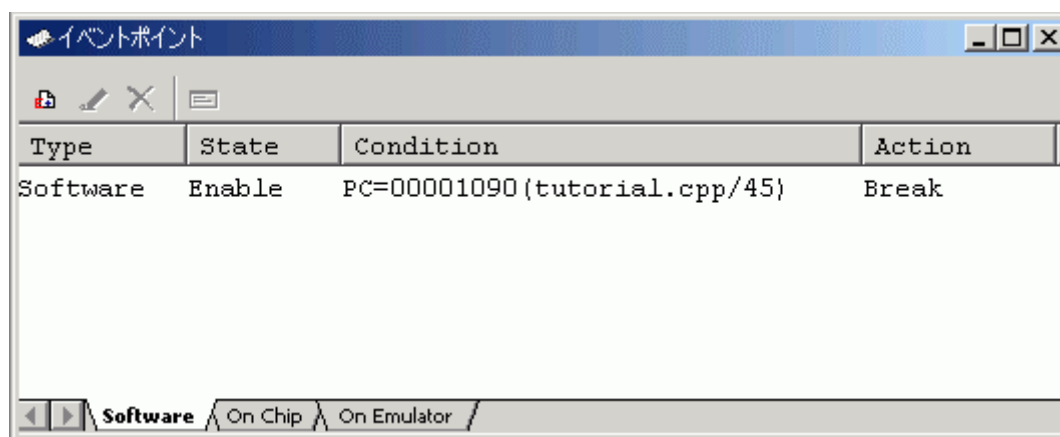 イベントポイント
Type State Condition Action
Software Enable PC=00001090(tutorial.cpp/45) Break
Software On Chip On Emulator